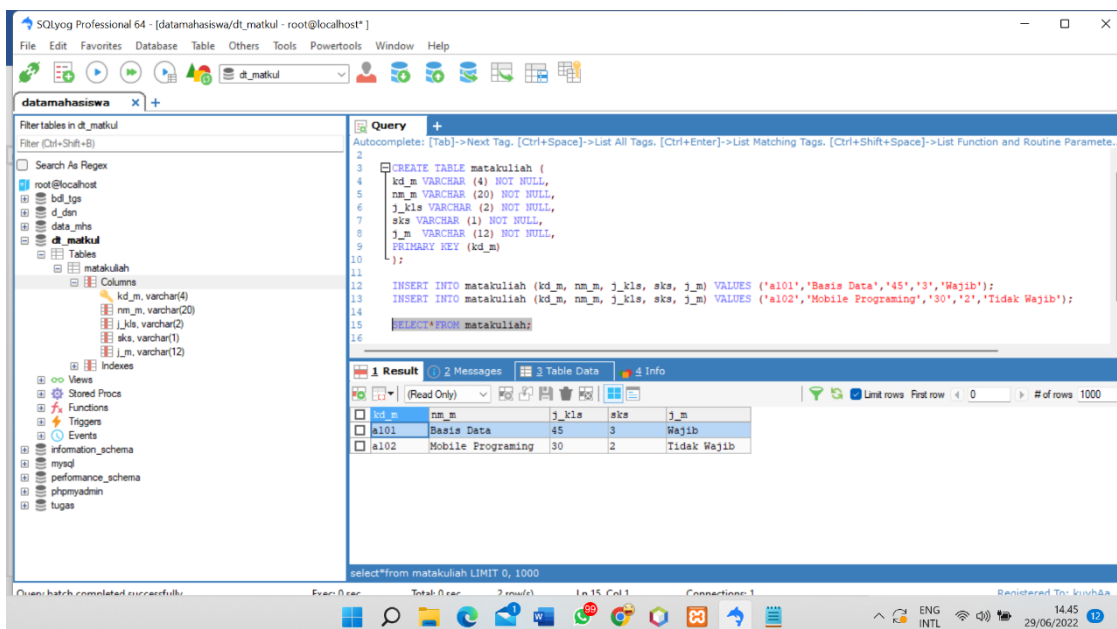 SQLyog Professional 64 - [datamahasiswa/dt_matkul - root@localhost* ]
File Edit Favorites Database Table Others Tools Powertools Window Help
dt_matkul
datamahasiswa x +
Filter tables in dt_matkul
Filter (Ctrl+Shift+B)
Search As Regex
root@localhost
bdl_tgs
d_dsn
data_mhs
dt_matkul
Tables
matakuliah
Columns
kd_m, varchar(4)
nm_m, varchar(20)
j_kls, varchar(2)
sks, varchar(1)
j_m, varchar(12)
Indexes
Views
Stored Procs
Functions
Triggers
Events
information_schema
mysql
performance_schema
phpmyadmin
tugas
Query +
Autocomplete: [Tab]->Next Tag. [Ctrl+Space]->List All Tags. [Ctrl+Enter]->List Matching Tags. [Ctrl+Shift+Space]->List Function and Routine Paramete..
2
3 CREATE TABLE matakuliah (
4 kd_m VARCHAR (4) NOT NULL,
5 nm_m VARCHAR (20) NOT NULL,
6 j_kls VARCHAR (2) NOT NULL,
7 sks VARCHAR (1) NOT NULL,
8 j_m VARCHAR (12) NOT NULL,
9 PRIMARY KEY (kd_m)
10 );
11
12 INSERT INTO matakuliah (kd_m, nm_m, j_kls, sks, j_m) VALUES ('a101','Basis Data','45','3','Wajib');
13 INSERT INTO matakuliah (kd_m, nm_m, j_kls, sks, j_m) VALUES ('a102','Mobile Programing','30','2','Tidak Wajib');
14
15 SELECT*FROM matakuliah;
16
1 Result 2 Messages 3 Table Data 4 Info
(Read Only) Limit rows First row 0 # of rows 1000
kd_m nm_m j_kls sks j_m
a101 Basis Data 45 3 Wajib
a102 Mobile Programing 30 2 Tidak Wajib
select*from matakuliah LIMIT 0, 1000
Query batch completed successfully Exec: 0 sec Total: 0 sec 2 row(s) Ln 15, Col 1 Connections: 1 Registered To: kuyhAa
99
ENG
INTL
14.45
29/06/2022
12